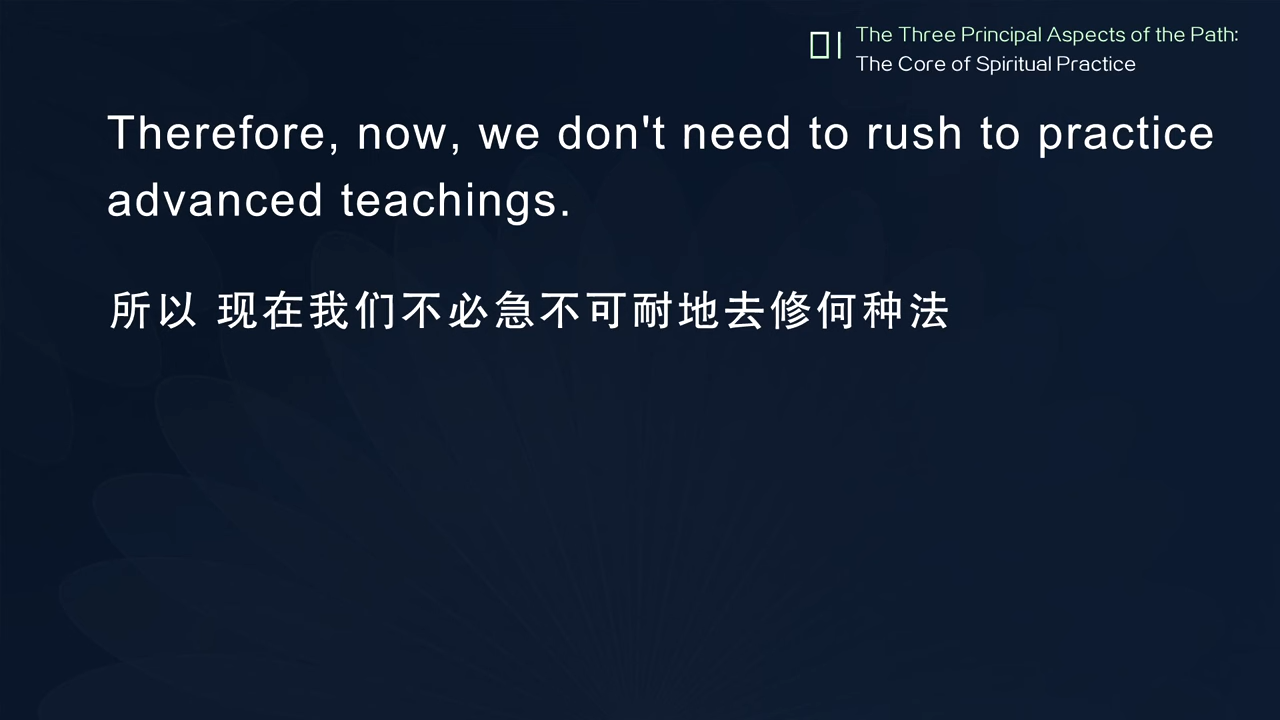 The Three Principal Aspects of the Path:
The Core of Spiritual Practice
Therefore, now, we don't need to rush to practice
advanced teachings.
所以 现在我们不必急不可耐地去修何种法